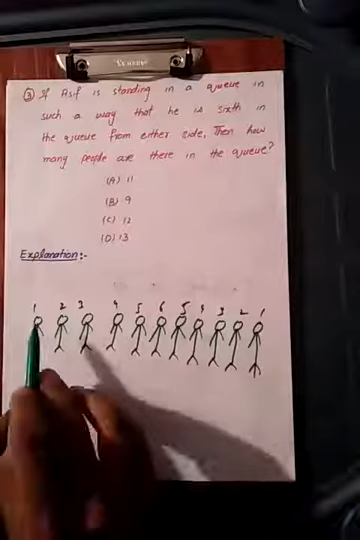 ③ If Asif is standing in a queue in
such a way that he is sixth in
the queue from either side, Then how
many people are there in the queue?
(A) 11
(B) 9
(C) 12
(D) 13
Explanation:-
1 2 3 4 5 6 5 4 3 2 1